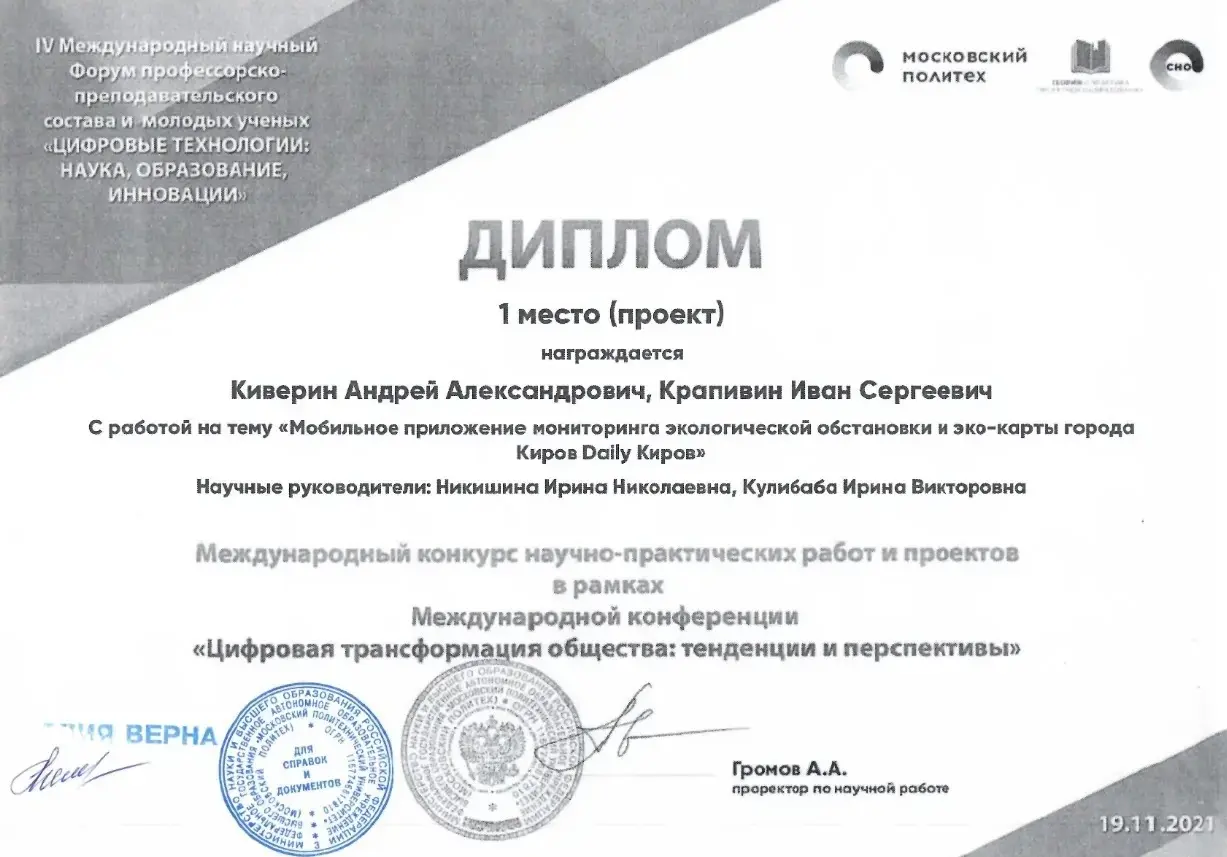 IV Международный научный
Форум профессорско-
преподавательского
состава и молодых ученых
«ЦИФРОВЫЕ ТЕХНОЛОГИИ:
НАУКА, ОБРАЗОВАНИЕ,
ИННОВАЦИИ»
МОСКОВСКИЙ
ПОЛИТЕХ
СНО
ДИПЛОМ
1 место (проект)
награждается
Киверин Андрей Александрович, Крапивин Иван Сергеевич
С работой на тему «Мобильное приложение мониторинга экологической обстановки и эко-карты города
Киров Daily Киров»
Научные руководители: Никишина Ирина Николаевна, Кулибаба Ирина Викторовна
Международный конкурс научно-практических работ и проектов
в рамках
Международной конференции
«Цифровая трансформация общества: тенденции и перспективы»
ВЕРНА
ДЛЯ
СПРАВОК
И
ДОКУМЕНТОВ
Громов А.А.
проректор по научной работе
19.11.2021